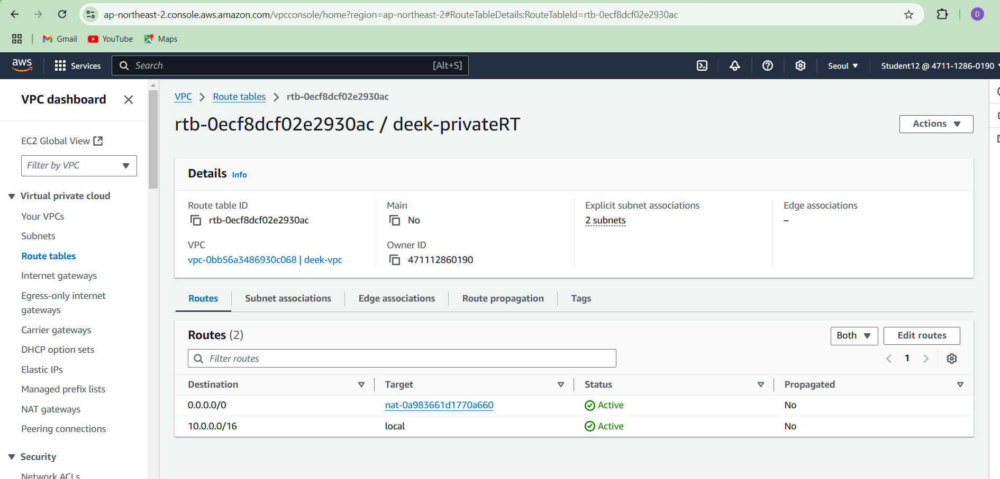 ap-northeast-2.console.aws.amazon.com/vpcconsole/home?region=ap-northeast-2#RouteTableDetails:RouteTableId=rtb-0ecf8dcf02e2930ac
D
Gmail YouTube Maps
aws Services Search [Alt+S] Seoul Student12 @ 4711-1286-0190
VPC dashboard
EC2 Global View
Filter by VPC
Virtual private cloud
Your VPCs
Subnets
Route tables
Internet gateways
Egress-only internet
gateways
Carrier gateways
DHCP option sets
Elastic IPs
Managed prefix lists
NAT gateways
Peering connections
Security
Network ACLs
VPC Route tables rtb-0ecf8dcf02e2930ac
rtb-0ecf8dcf02e2930ac / deek-privateRT
Actions
Details Info
Route table ID
rtb-0ecf8dcf02e2930ac
Main
No
Explicit subnet associations
2 subnets
Edge associations
–
VPC
vpc-0bb56a3486930c068 | deek-vpc
Owner ID
471112860190
Routes Subnet associations Edge associations Route propagation Tags
Routes (2)
Both Edit routes
Filter routes
1
Destination Target Status Propagated
0.0.0.0/0 nat-0a983661d1770a660 Active No
10.0.0.0/16 local Active No